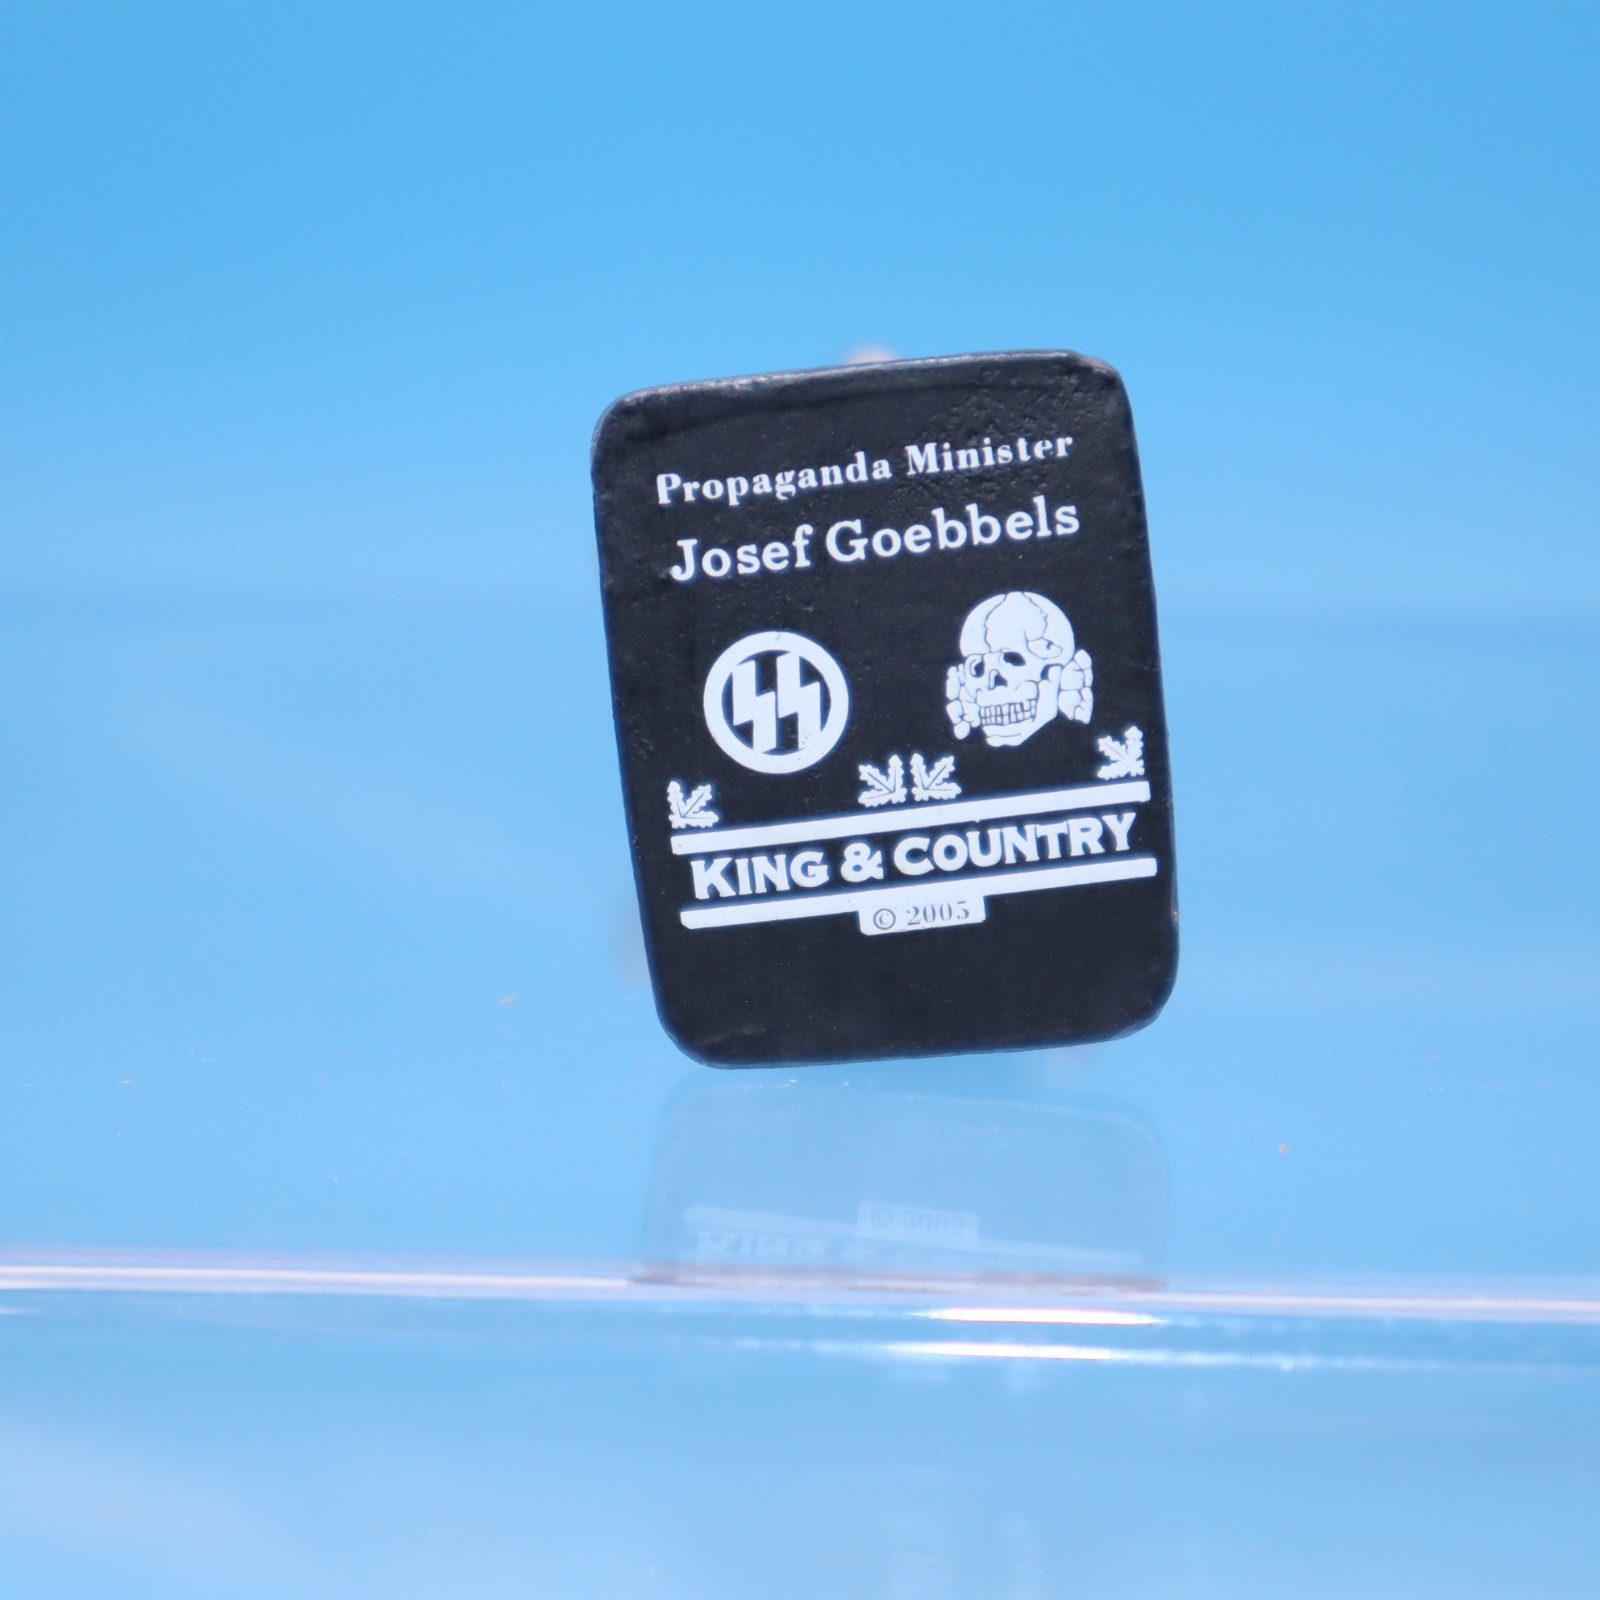 Propaganda Minister
Josef Goebbels
KING & COUNTRY
© 2005